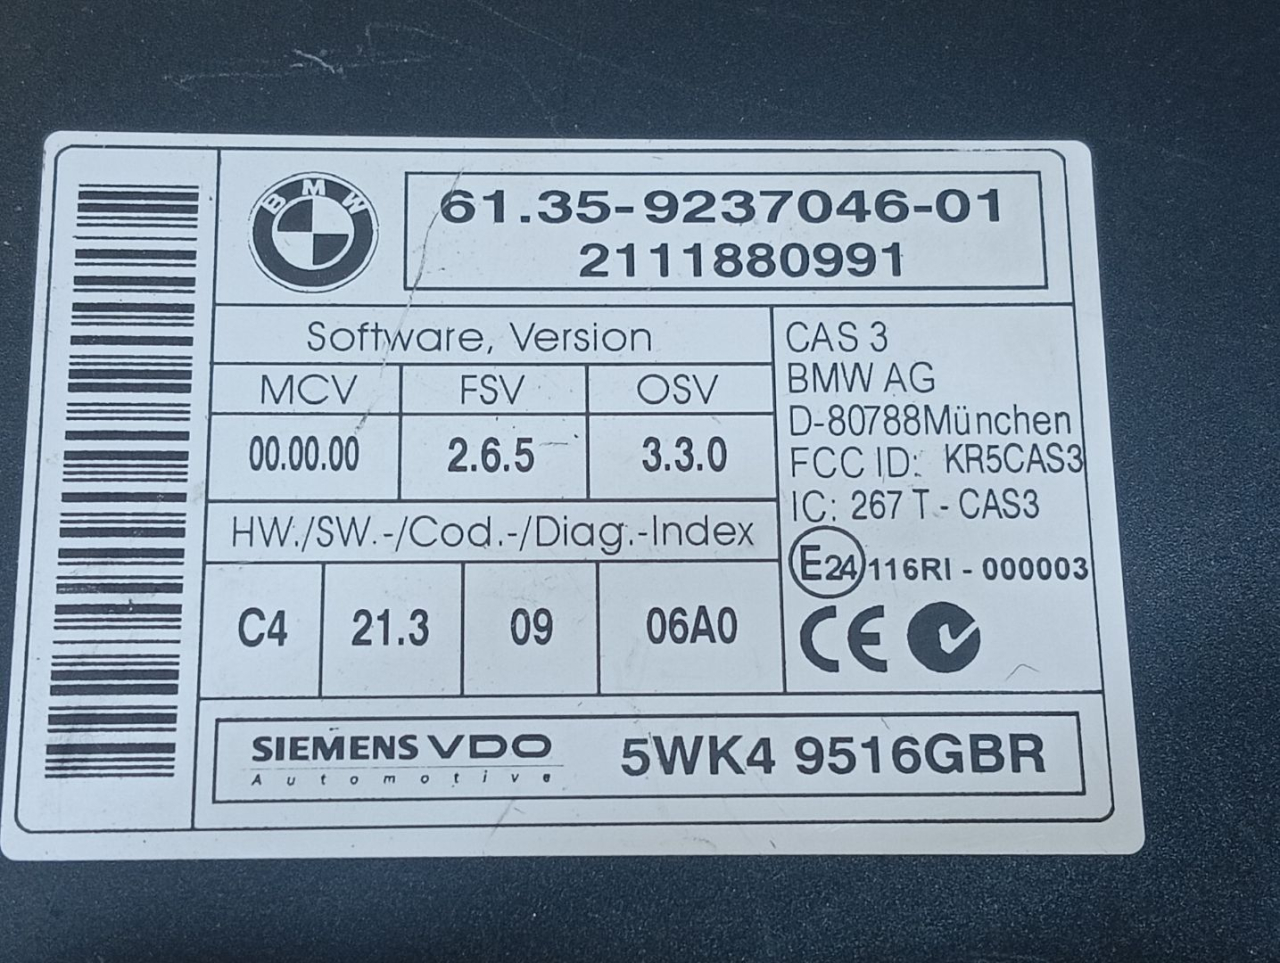 BMW
61.35-9237046-01
2111880991
Software, Version
MCV FSV OSV
00.00.00 2.6.5 3.3.0
HW./SW.-/Cod.-/Diag.-Index
C4 21.3 09 06A0
CAS 3
BMW AG
D-80788München
FCC ID: KR5CAS3
IC: 267 T - CAS3
E24 116RI - 000003
CE
SIEMENS VDO
Automotive
5WK4 9516GBR